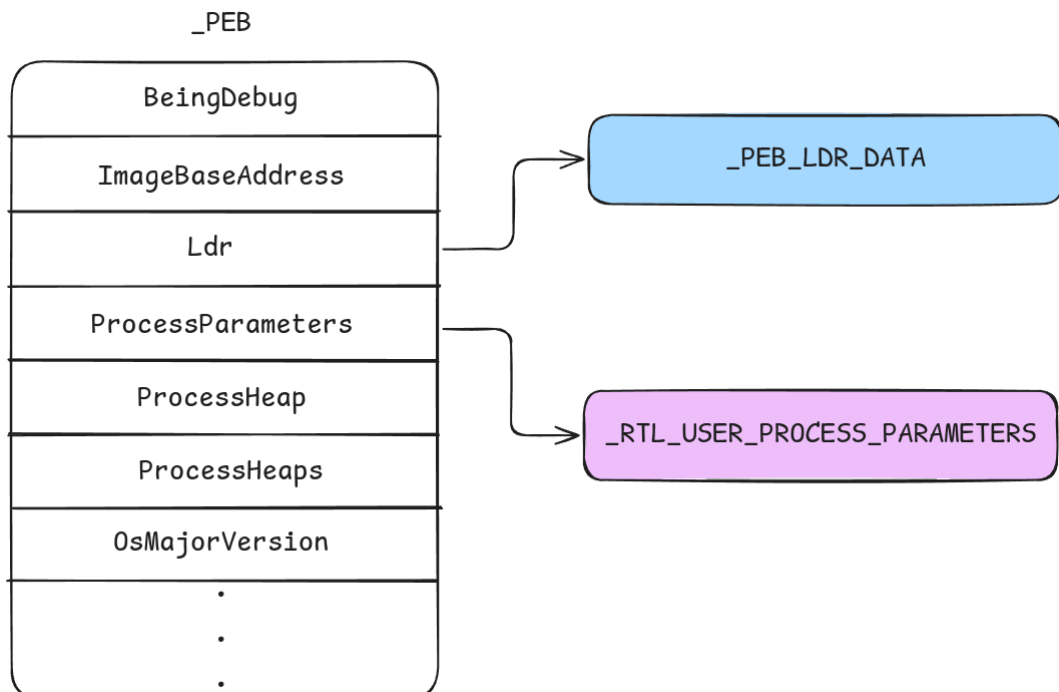 _PEB
BeingDebug
ImageBaseAddress
Ldr
ProcessParameters
ProcessHeap
ProcessHeaps
OsMajorVersion
.
.
.
_PEB_LDR_DATA
_RTL_USER_PROCESS_PARAMETERS